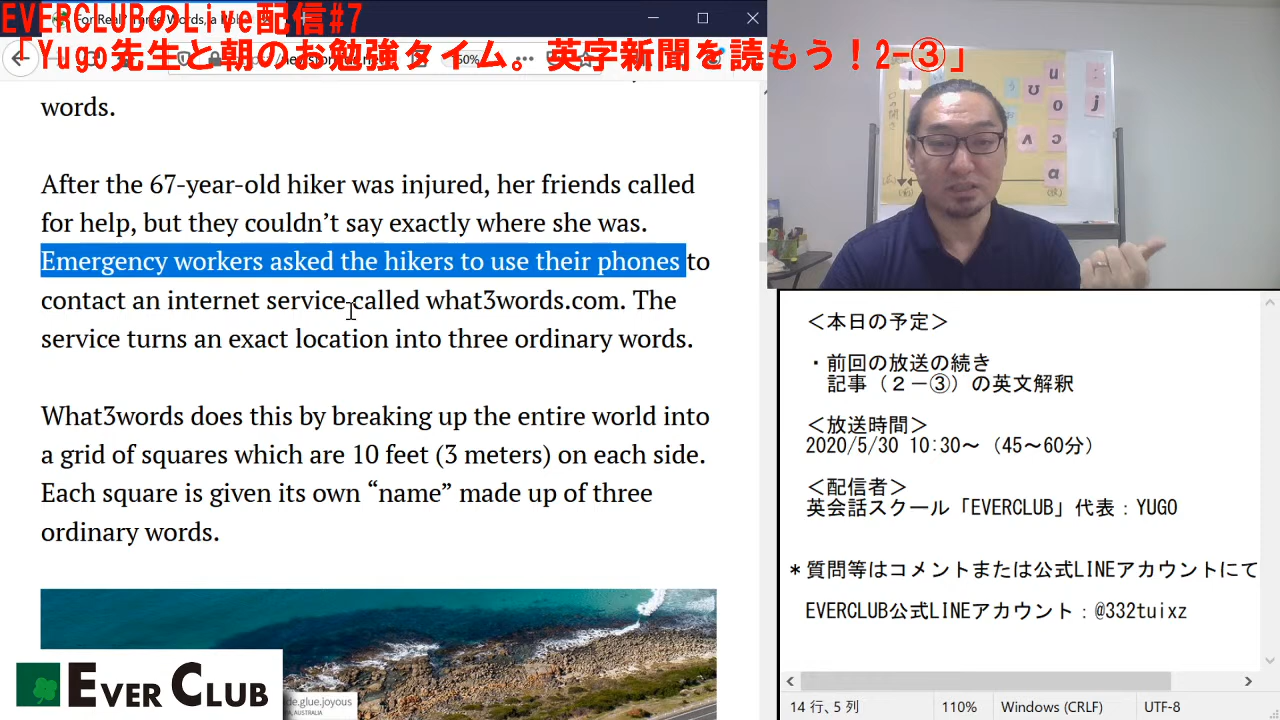 EVERCLUBのLive配信#7
「Yugo先生と朝のお勉強タイム。英字新聞を読もう！2-③」
words.
After the 67-year-old hiker was injured, her friends called
for help, but they couldn’t say exactly where she was.
Emergency workers asked the hikers to use their phones to
contact an internet service called what3words.com. The
service turns an exact location into three ordinary words.
What3words does this by breaking up the entire world into
a grid of squares which are 10 feet (3 meters) on each side.
Each square is given its own “name” made up of three
ordinary words.
de.glue.joyous
AUSTRALIA
EVER CLUB
u
ʊ
o
j
ʌ
ɔ
ɑ
＜本日の予定＞
・前回の放送の続き
記事（２－③）の英文解釈
＜放送時間＞
2020/5/30 10:30～（45～60分）
＜配信者＞
英会話スクール「EVERCLUB」代表：YUGO
＊質問等はコメントまたは公式LINEアカウントにて
EVERCLUB公式LINEアカウント：@332tuixz
14 行、5 列
110%
Windows (CRLF)
UTF-8